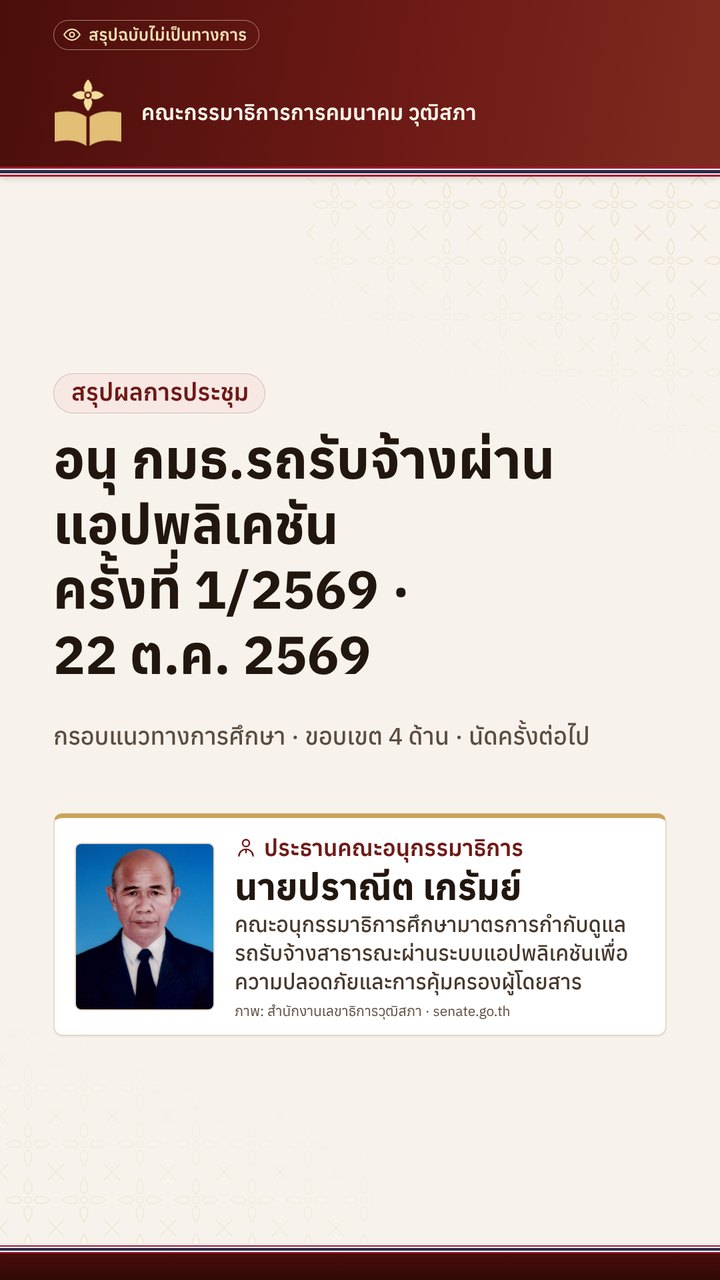 สรุปฉบับไม่เป็นทางการ
คณะกรรมาธิการการคมนาคม วุฒิสภา
สรุปผลการประชุม
อนุ กมธ.รถรับจ้างผ่าน
แอปพลิเคชัน
ครั้งที่ 1/2569 ·
22 ต.ค. 2569
กรอบแนวทางการศึกษา · ขอบเขต 4 ด้าน · นัดครั้งต่อไป
ประธานคณะอนุกรรมาธิการ
นายปราณีต เกรัมย์
คณะอนุกรรมาธิการศึกษามาตรการกำกับดูแล
รถรับจ้างสาธารณะผ่านระบบแอปพลิเคชันเพื่อ
ความปลอดภัยและการคุ้มครองผู้โดยสาร
ภาพ: สำนักงานเลขาธิการวุฒิสภา · senate.go.th